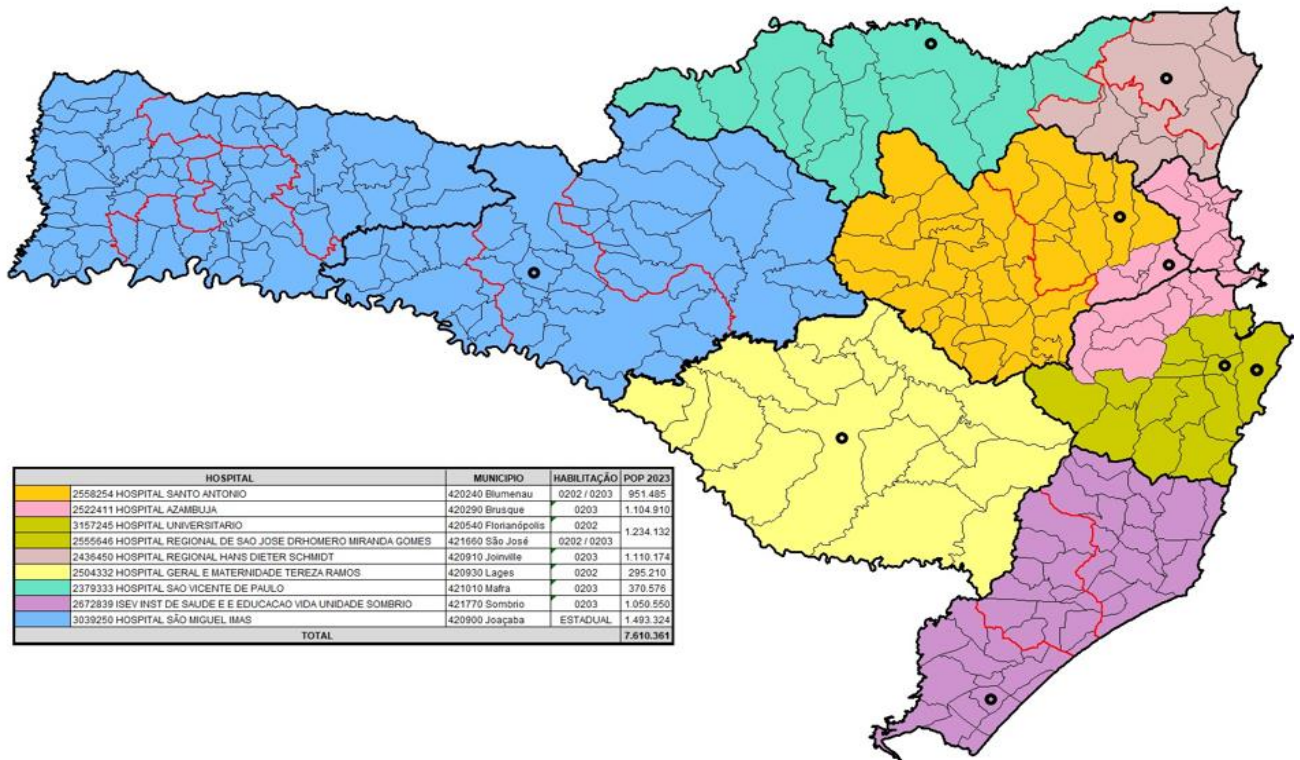 HOSPITAL MUNICIPIO HABILITAÇÃO POP 2023
2558254 HOSPITAL SANTO ANTONIO 420240 Blumenau 0202 / 0203 951.485
2522411 HOSPITAL AZAMBUJA 420290 Brusque 0203 1.104.910
3157245 HOSPITAL UNIVERSITARIO 420540 Florianópolis 0202 1.234.132
2555646 HOSPITAL REGIONAL DE SAO JOSE DRHOMERO MIRANDA GOMES 421660 São José 0202 / 0203
2436450 HOSPITAL REGIONAL HANS DIETER SCHMIDT 420910 Joinville 0203 1.110.174
2504332 HOSPITAL GERAL E MATERNIDADE TEREZA RAMOS 420930 Lages 0202 295.210
2379333 HOSPITAL SAO VICENTE DE PAULO 421010 Mafra 0203 370.576
2672839 ISEV INST DE SAUDE E E EDUCACAO VIDA UNIDADE SOMBRIO 421770 Sombrio 0203 1.050.550
3039250 HOSPITAL SÃO MIGUEL IMAS 420900 Joaçaba ESTADUAL 1.493.324
TOTAL 7.610.361